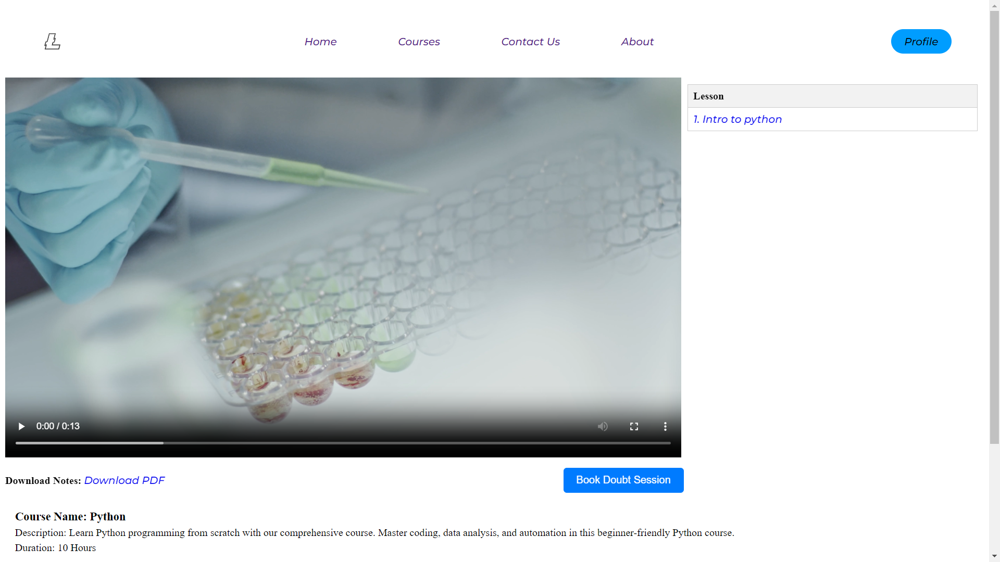 Ł
Home
Courses
Contact Us
About
Profile
Lesson
1. Intro to python
0:00 / 0:13
Download Notes: Download PDF
Book Doubt Session
Course Name: Python
Description: Learn Python programming from scratch with our comprehensive course. Master coding, data analysis, and automation in this beginner-friendly Python course.
Duration: 10 Hours